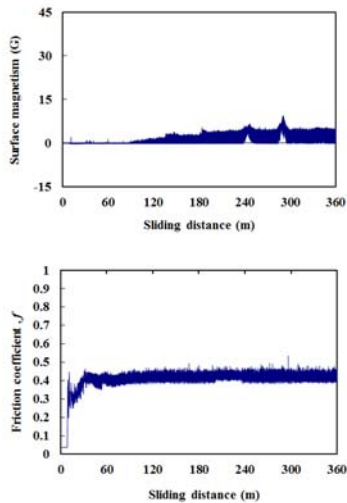 45
30
15
0
-15
Surface magnetism (G)
0 60 120 180 240 300 360
Sliding distance (m)
1
0.9
0.8
0.7
0.6
0.5
0.4
0.3
0.2
0.1
0
Friction coefficient ,f
0 60 120 180 240 300 360
Sliding distance (m)